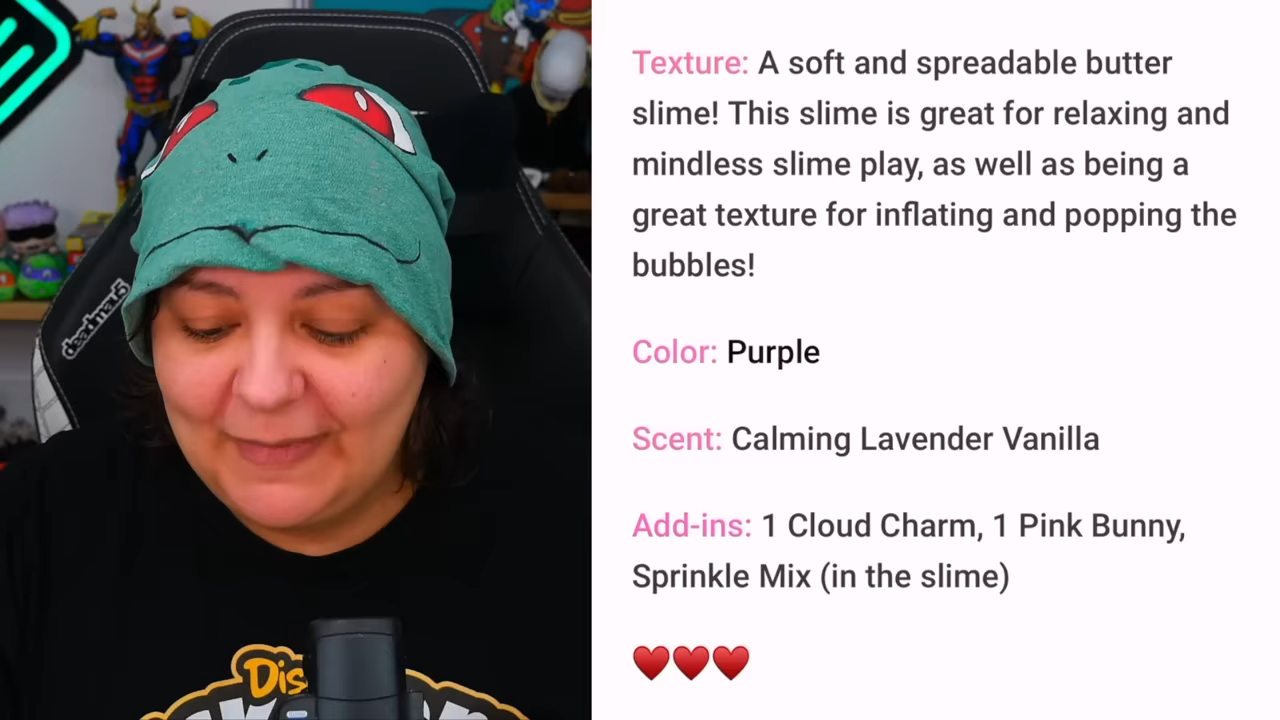 deadmau5
Dis
Texture: A soft and spreadable butter
slime! This slime is great for relaxing and
mindless slime play, as well as being a
great texture for inflating and popping the
bubbles!
Color: Purple
Scent: Calming Lavender Vanilla
Add-ins: 1 Cloud Charm, 1 Pink Bunny,
Sprinkle Mix (in the slime)